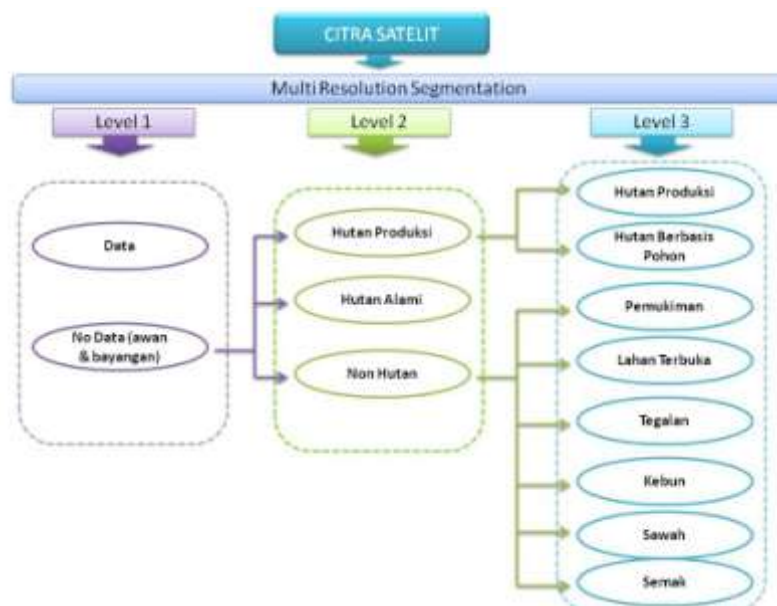 CITRA SATELIT
Multi Resolution Segmentation
Level 1
Level 2
Level 3
Data
No Data (awan
& bayangan)
Hutan Produksi
Hutan Alami
Non Hutan
Hutan Produksi
Hutan Berbasis
Pohon
Pemukiman
Lahan Terbuka
Tegalan
Kebun
Sawah
Semak